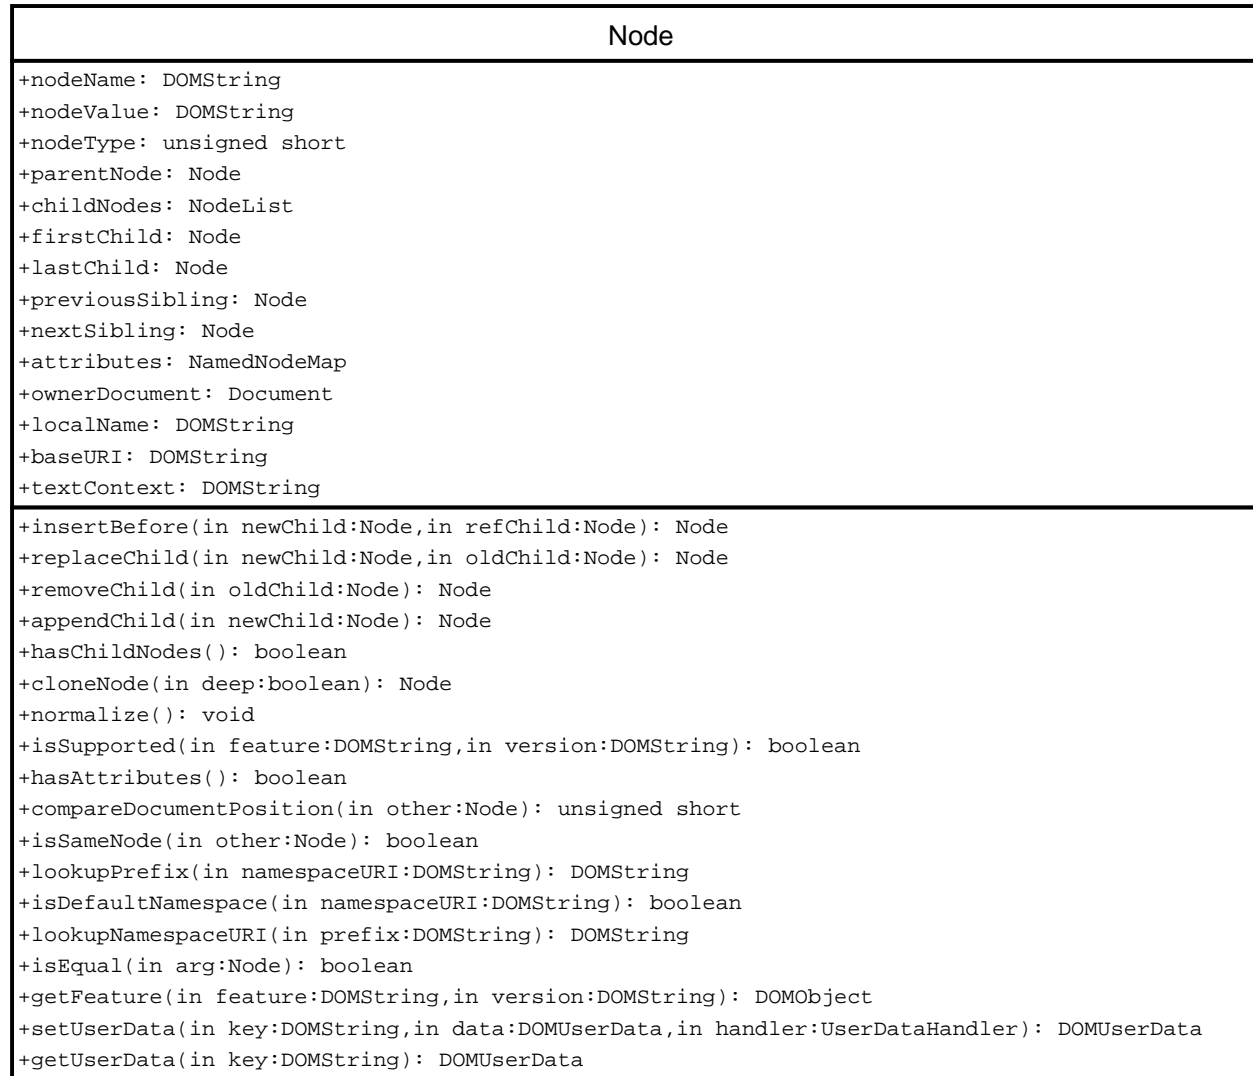 Node
+nodeName: DOMString
+nodeValue: DOMString
+nodeType: unsigned short
+parentNode: Node
+childNodes: NodeList
+firstChild: Node
+lastChild: Node
+previousSibling: Node
+nextSibling: Node
+attributes: NamedNodeMap
+ownerDocument: Document
+localName: DOMString
+baseURI: DOMString
+textContext: DOMString
+insertBefore(in newChild:Node,in refChild:Node): Node
+replaceChild(in newChild:Node,in oldChild:Node): Node
+removeChild(in oldChild:Node): Node
+appendChild(in newChild:Node): Node
+hasChildNodes(): boolean
+cloneNode(in deep:boolean): Node
+normalize(): void
+isSupported(in feature:DOMString,in version:DOMString): boolean
+hasAttributes(): boolean
+compareDocumentPosition(in other:Node): unsigned short
+isSameNode(in other:Node): boolean
+lookupPrefix(in namespaceURI:DOMString): DOMString
+isDefaultNamespace(in namespaceURI:DOMString): boolean
+lookupNamespaceURI(in prefix:DOMString): DOMString
+isEqual(in arg:Node): boolean
+getFeature(in feature:DOMString,in version:DOMString): DOMObject
+setUserData(in key:DOMString,in data:DOMUserData,in handler:UserDataHandler): DOMUserData
+getUserData(in key:DOMString): DOMUserData